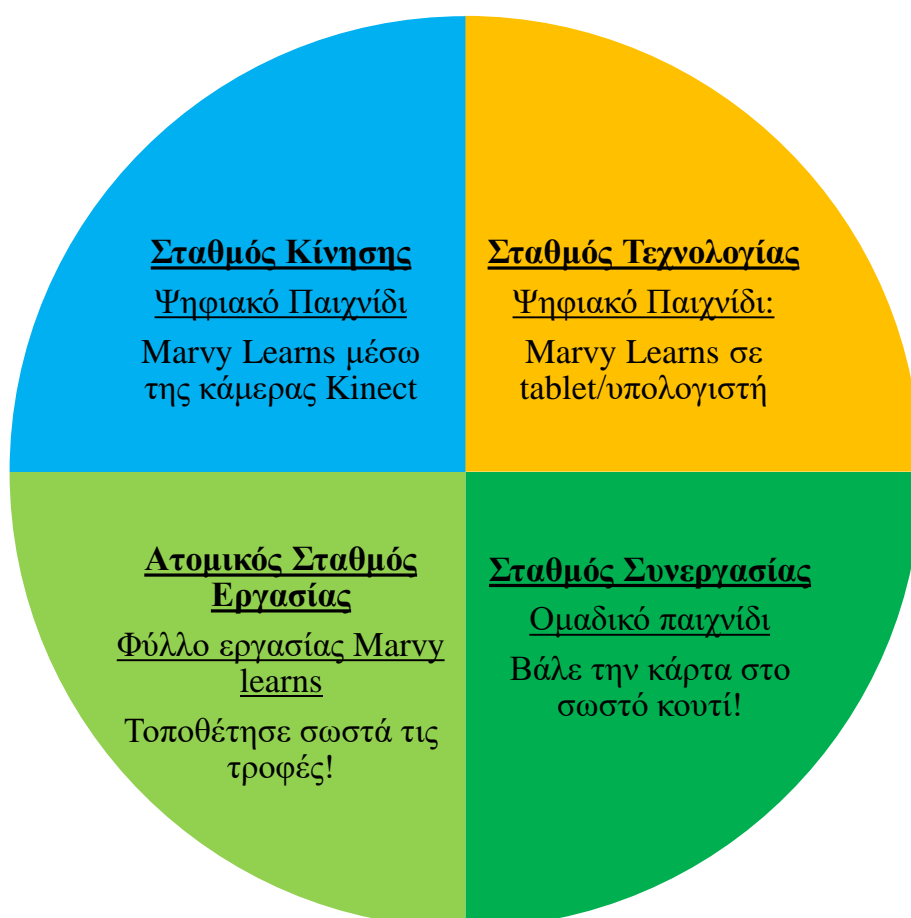 Σταθμός Κίνησης
Ψηφιακό Παιχνίδι
Marvy Learns μέσω
της κάμερας Kinect
Σταθμός Τεχνολογίας
Ψηφιακό Παιχνίδι:
Marvy Learns σε
tablet/υπολογιστή
Ατομικός Σταθμός
Εργασίας
Φύλλο εργασίας Marvy
learns
Τοποθέτησε σωστά τις
τροφές!
Σταθμός Συνεργασίας
Ομαδικό παιχνίδι
Βάλε την κάρτα στο
σωστό κουτί!